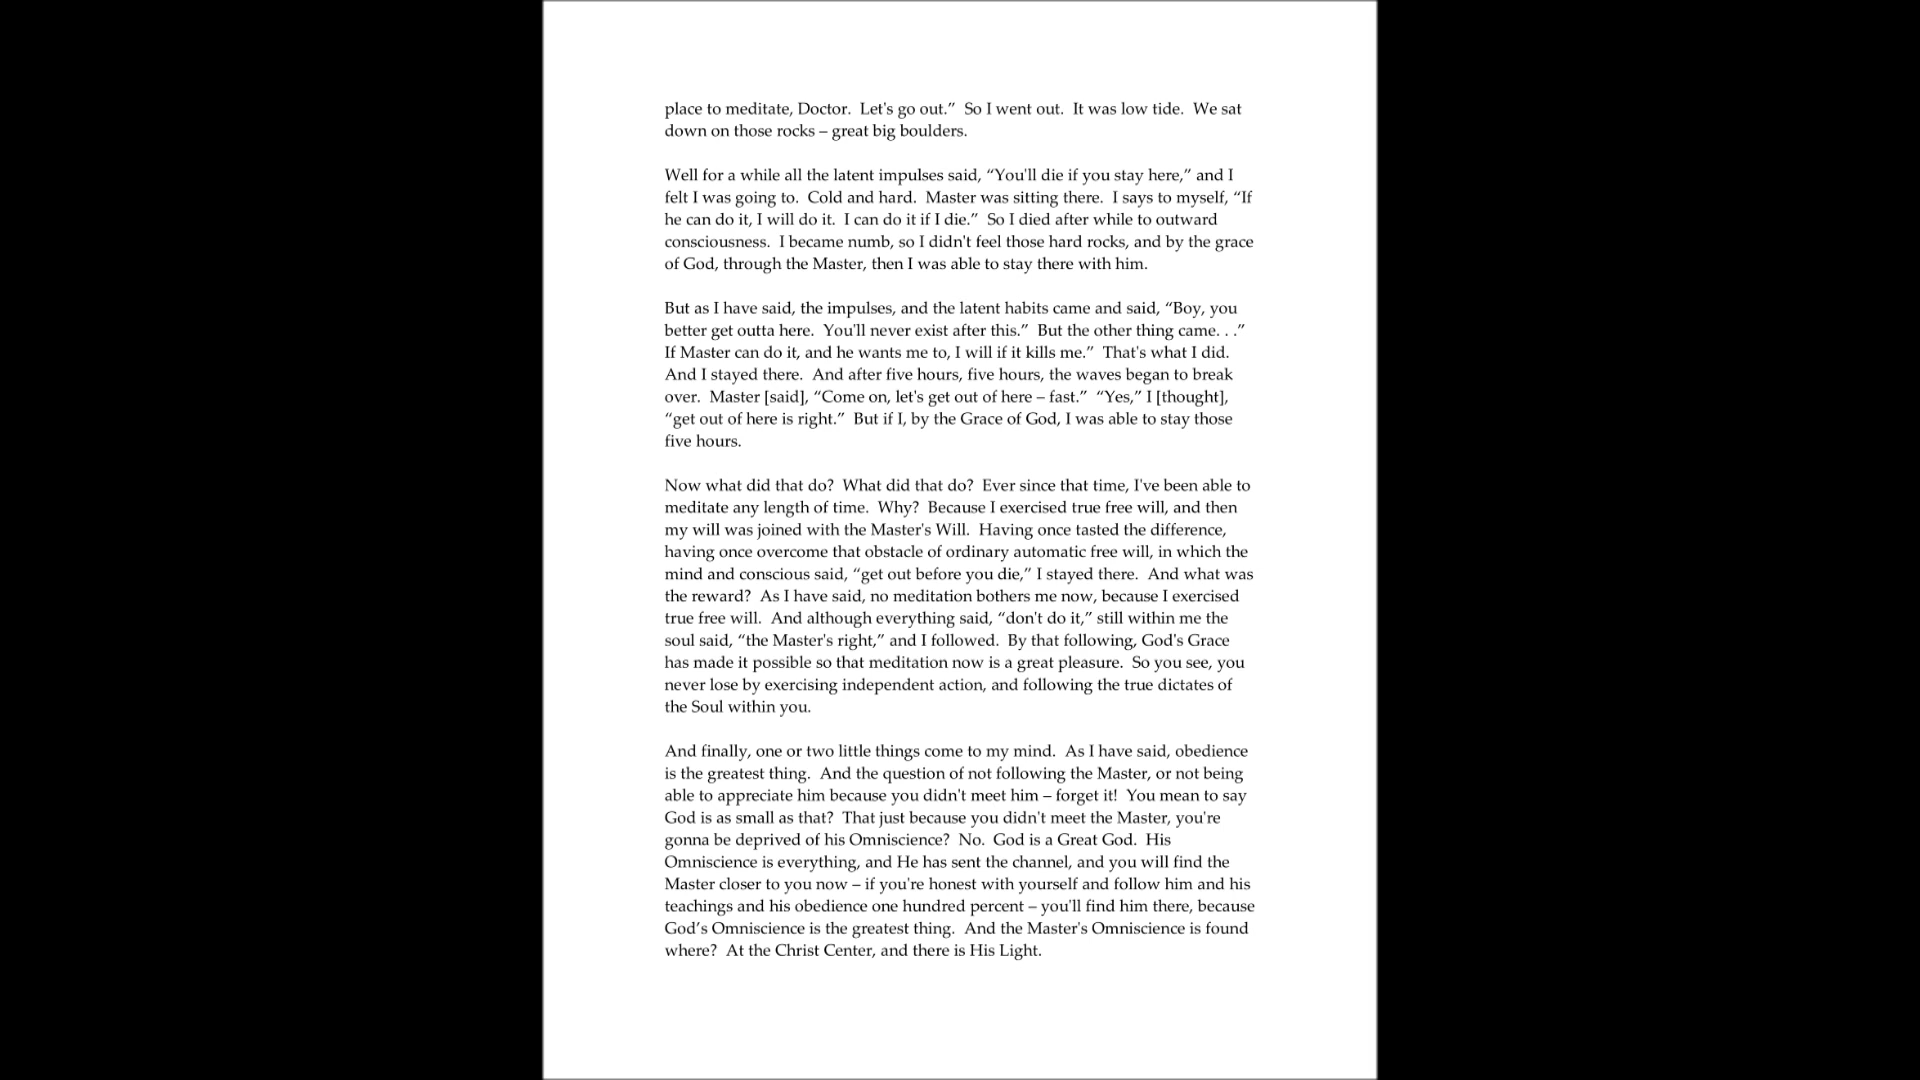 place to meditate, Doctor.  Let's go out.”  So I went out.  It was low tide.  We sat
down on those rocks – great big boulders.
Well for a while all the latent impulses said, “You'll die if you stay here,” and I
felt I was going to.  Cold and hard.  Master was sitting there.  I says to myself, “If
he can do it, I will do it.  I can do it if I die.”  So I died after while to outward
consciousness.  I became numb, so I didn't feel those hard rocks, and by the grace
of God, through the Master, then I was able to stay there with him.
But as I have said, the impulses, and the latent habits came and said, “Boy, you
better get outta here.  You'll never exist after this.”  But the other thing came. . .”
If Master can do it, and he wants me to, I will if it kills me.”  That's what I did.
And I stayed there.  And after five hours, five hours, the waves began to break
over.  Master [said], “Come on, let's get out of here – fast.”  “Yes,” I [thought],
“get out of here is right.”  But if I, by the Grace of God, I was able to stay those
five hours.
Now what did that do?  What did that do?  Ever since that time, I've been able to
meditate any length of time.  Why?  Because I exercised true free will, and then
my will was joined with the Master's Will.  Having once tasted the difference,
having once overcome that obstacle of ordinary automatic free will, in which the
mind and conscious said, “get out before you die,” I stayed there.  And what was
the reward?  As I have said, no meditation bothers me now, because I exercised
true free will.  And although everything said, “don't do it,” still within me the
soul said, “the Master's right,” and I followed.  By that following, God's Grace
has made it possible so that meditation now is a great pleasure.  So you see, you
never lose by exercising independent action, and following the true dictates of
the Soul within you.
And finally, one or two little things come to my mind.  As I have said, obedience
is the greatest thing.  And the question of not following the Master, or not being
able to appreciate him because you didn't meet him – forget it!  You mean to say
God is as small as that?  That just because you didn't meet the Master, you're
gonna be deprived of his Omniscience?  No.  God is a Great God.  His
Omniscience is everything, and He has sent the channel, and you will find the
Master closer to you now – if you're honest with yourself and follow him and his
teachings and his obedience one hundred percent – you'll find him there, because
God’s Omniscience is the greatest thing.  And the Master's Omniscience is found
where?  At the Christ Center, and there is His Light.